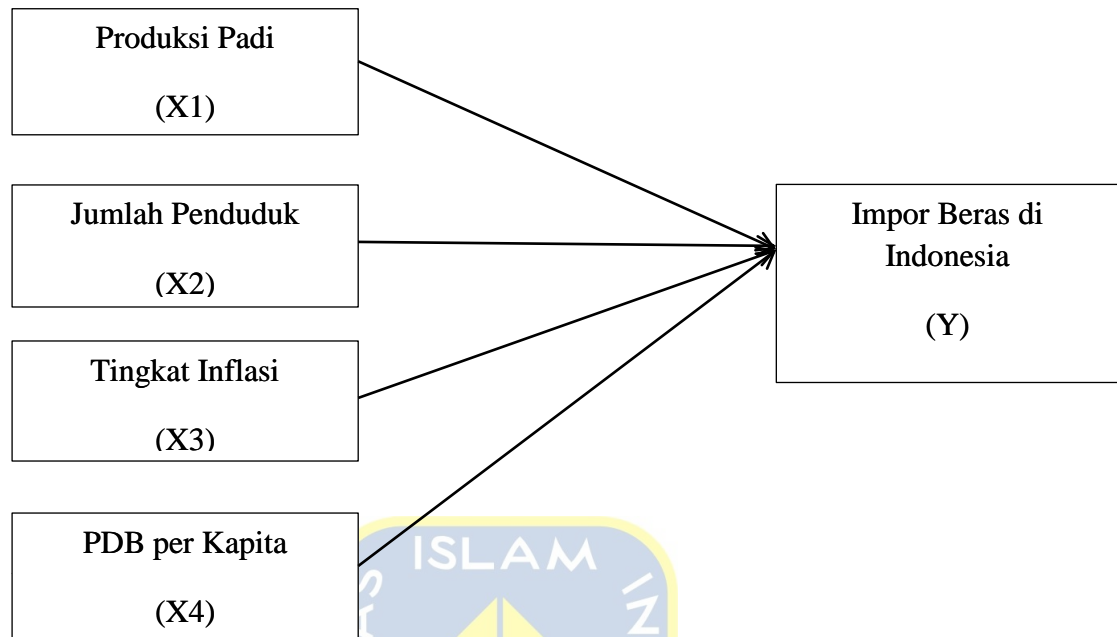 Produksi Padi
(X1)
Jumlah Penduduk
(X2)
Tingkat Inflasi
(X3)
PDB per Kapita
(X4)
Impor Beras di
Indonesia
(Y)
ISLAM